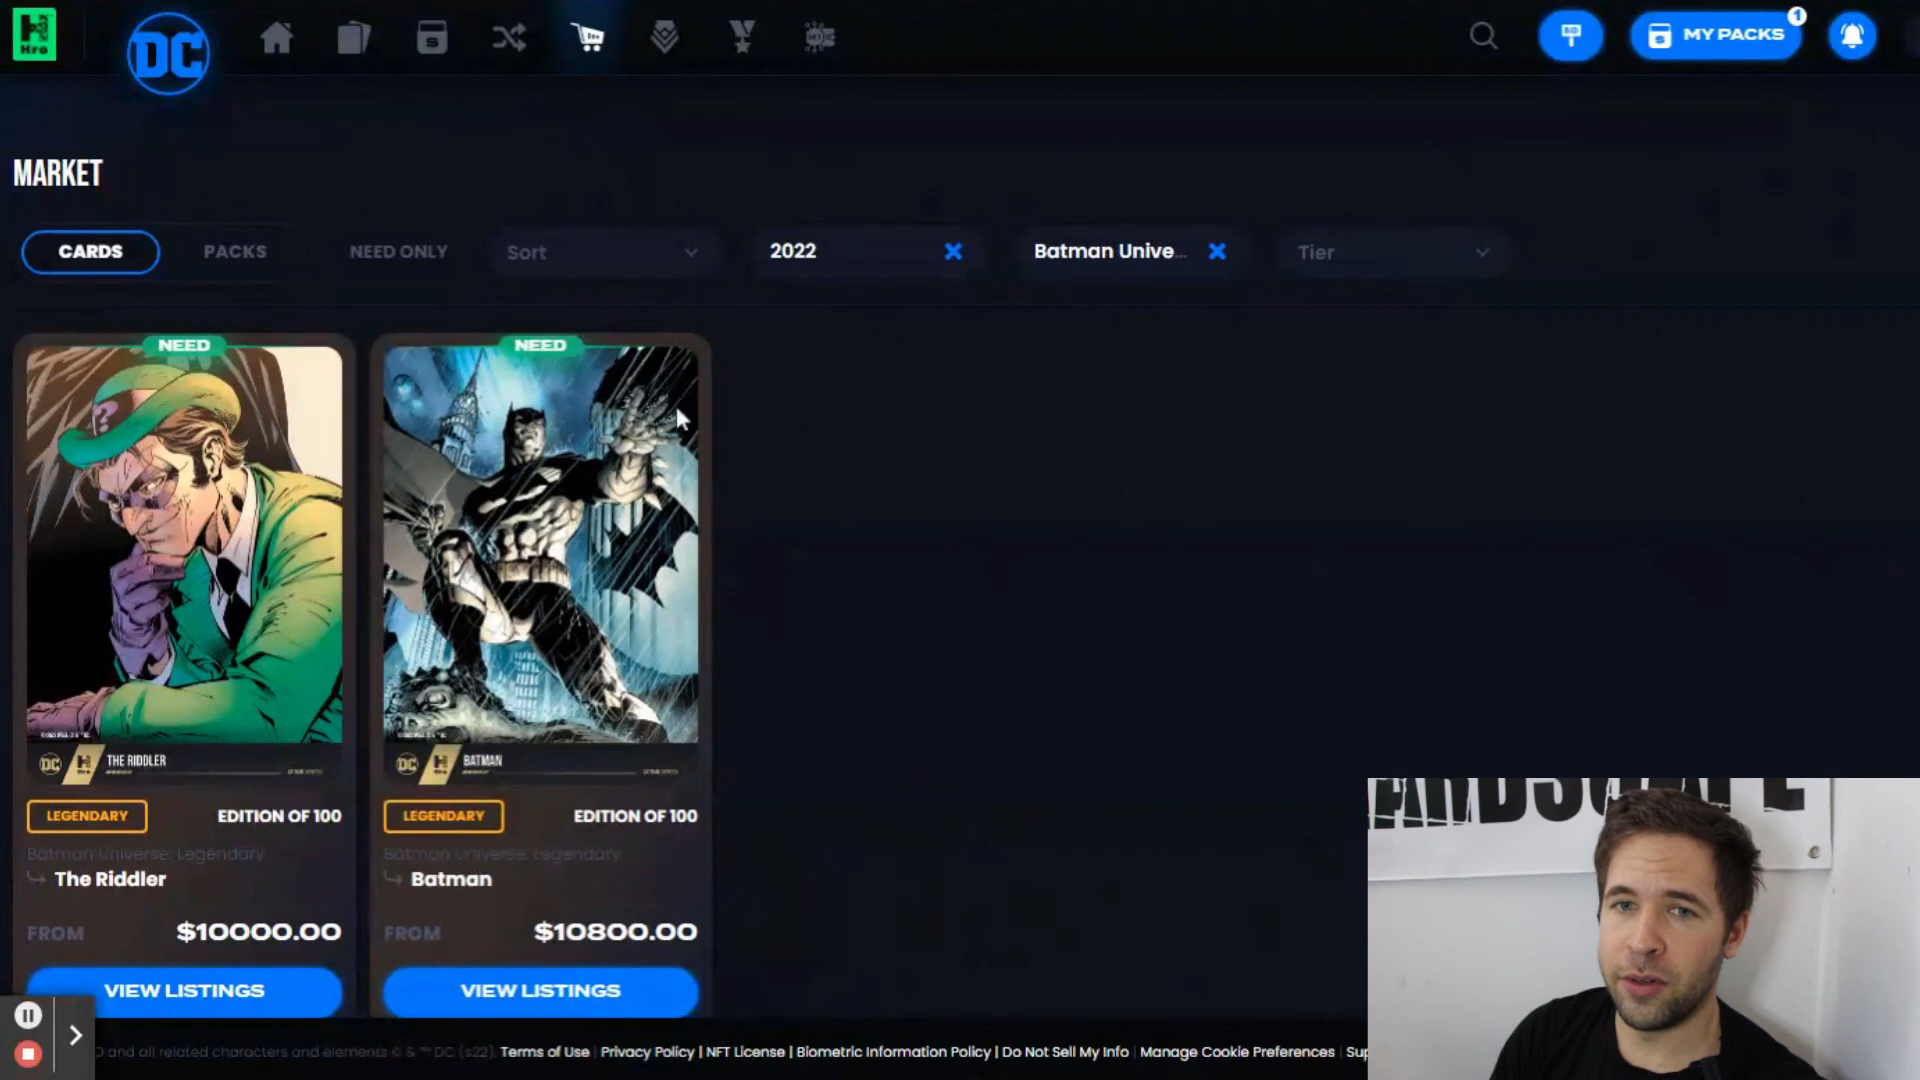 Hro
DC
BID
MY PACKS
1
MARKET
CARDS
PACKS
NEED ONLY
Sort
2022
Batman Unive...
Tier
NEED
NEED
THE RIDDLER
BATMAN
LEGENDARY
EDITION OF 100
LEGENDARY
EDITION OF 100
Batman Universe: Legendary
Batman Universe: Legendary
The Riddler
Batman
FROM
$10000.00
FROM
$10800.00
VIEW LISTINGS
VIEW LISTINGS
and all related characters and elements © & ™ DC (s22). Terms of Use | Privacy Policy | NFT License | Biometric Information Policy | Do Not Sell My Info | Manage Cookie Preferences | Sup